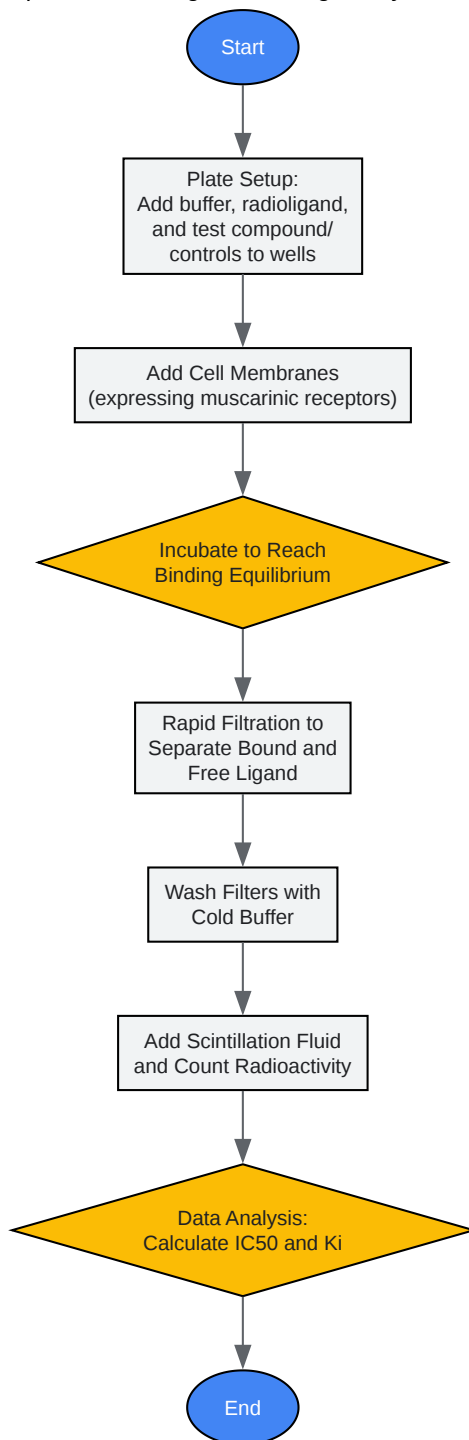 Start
Plate Setup:
Add buffer, radioligand,
and test compound/
controls to wells
Add Cell Membranes
(expressing muscarinic receptors)
Incubate to Reach
Binding Equilibrium
Rapid Filtration to
Separate Bound and
Free Ligand
Wash Filters with
Cold Buffer
Add Scintillation Fluid
and Count Radioactivity
Data Analysis:
Calculate IC50 and Ki
End